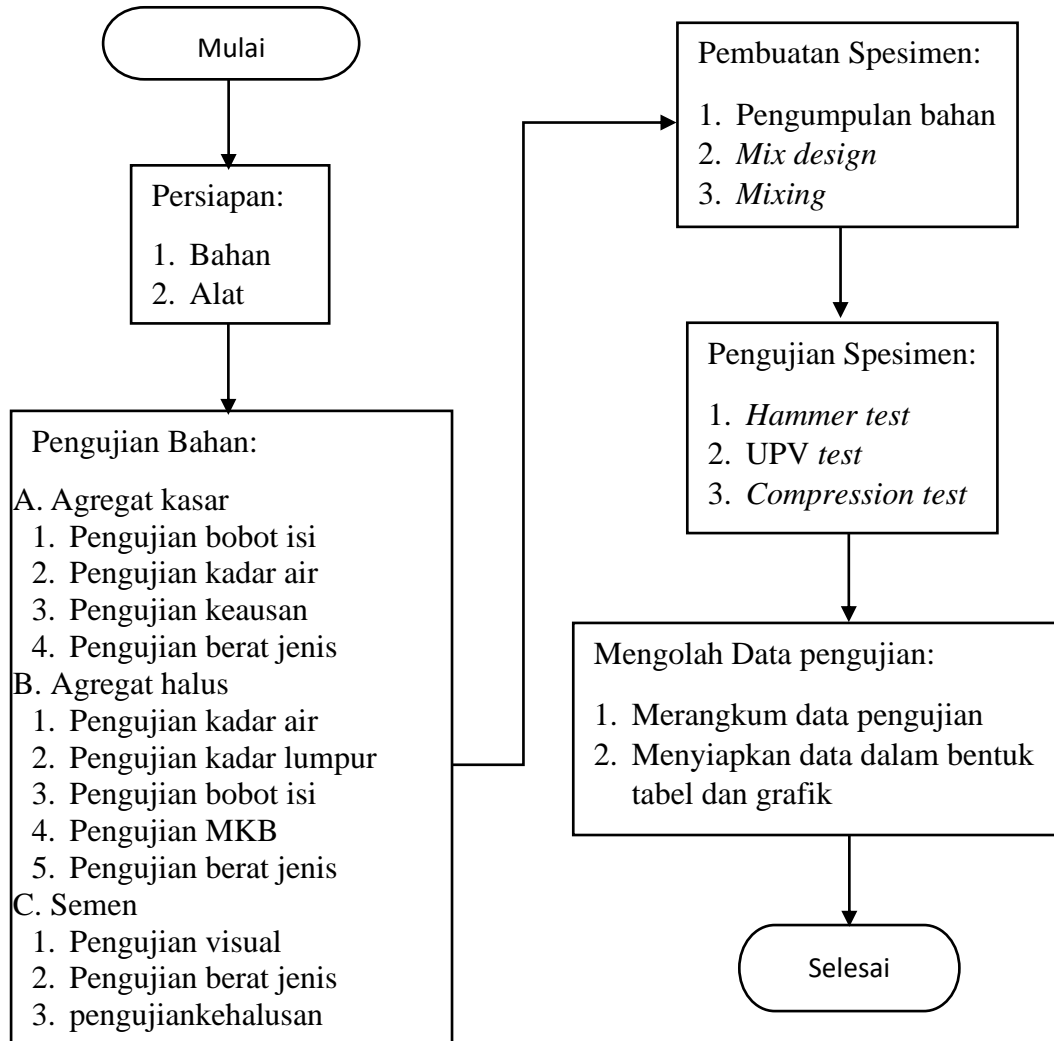 Mulai
Persiapan:
1. Bahan
2. Alat
Pengujian Bahan:
A. Agregat kasar
1. Pengujian bobot isi
2. Pengujian kadar air
3. Pengujian keausan
4. Pengujian berat jenis
B. Agregat halus
1. Pengujian kadar air
2. Pengujian kadar lumpur
3. Pengujian bobot isi
4. Pengujian MKB
5. Pengujian berat jenis
C. Semen
1. Pengujian visual
2. Pengujian berat jenis
3. pengujiankehalusan
Pembuatan Spesimen:
1. Pengumpulan bahan
2. Mix design
3. Mixing
Pengujian Spesimen:
1. Hammer test
2. UPV test
3. Compression test
Mengolah Data pengujian:
1. Merangkum data pengujian
2. Menyiapkan data dalam bentuk
tabel dan grafik
Selesai